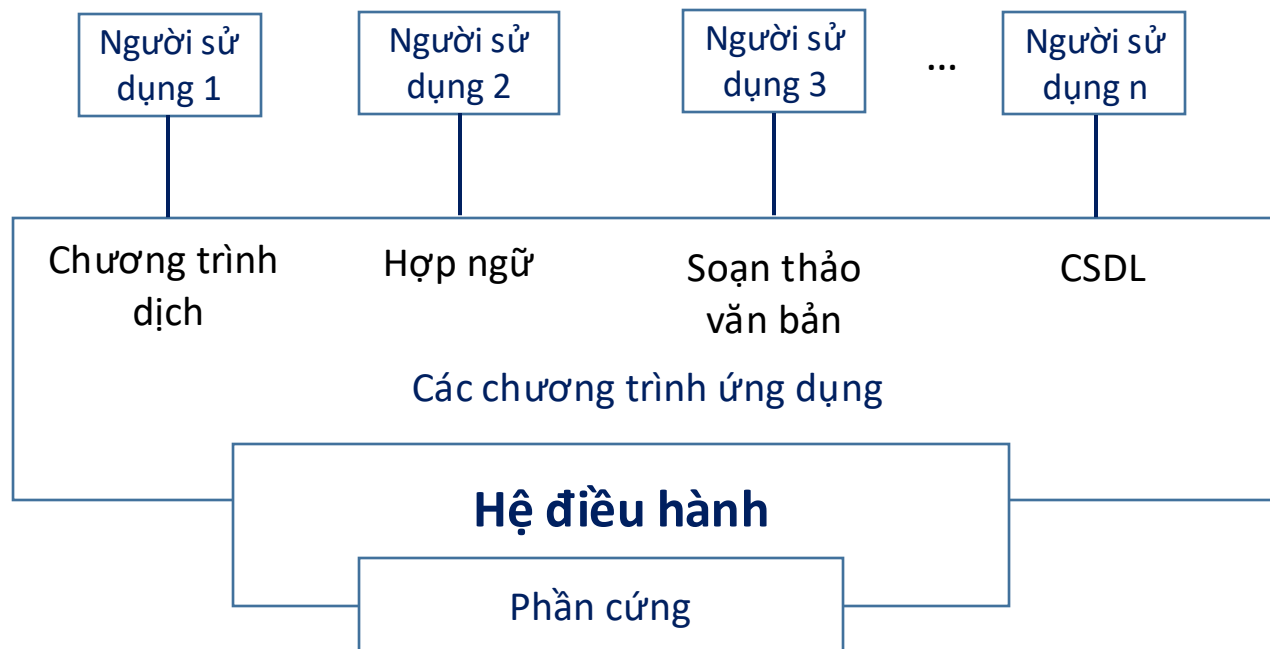 Người sử
dụng 1
Người sử
dụng 2
Người sử
dụng 3
...
Người sử
dụng n
Chương trình
dịch
Hợp ngữ
Soạn thảo
văn bản
CSDL
Các chương trình ứng dụng
Hệ điều hành
Phần cứng